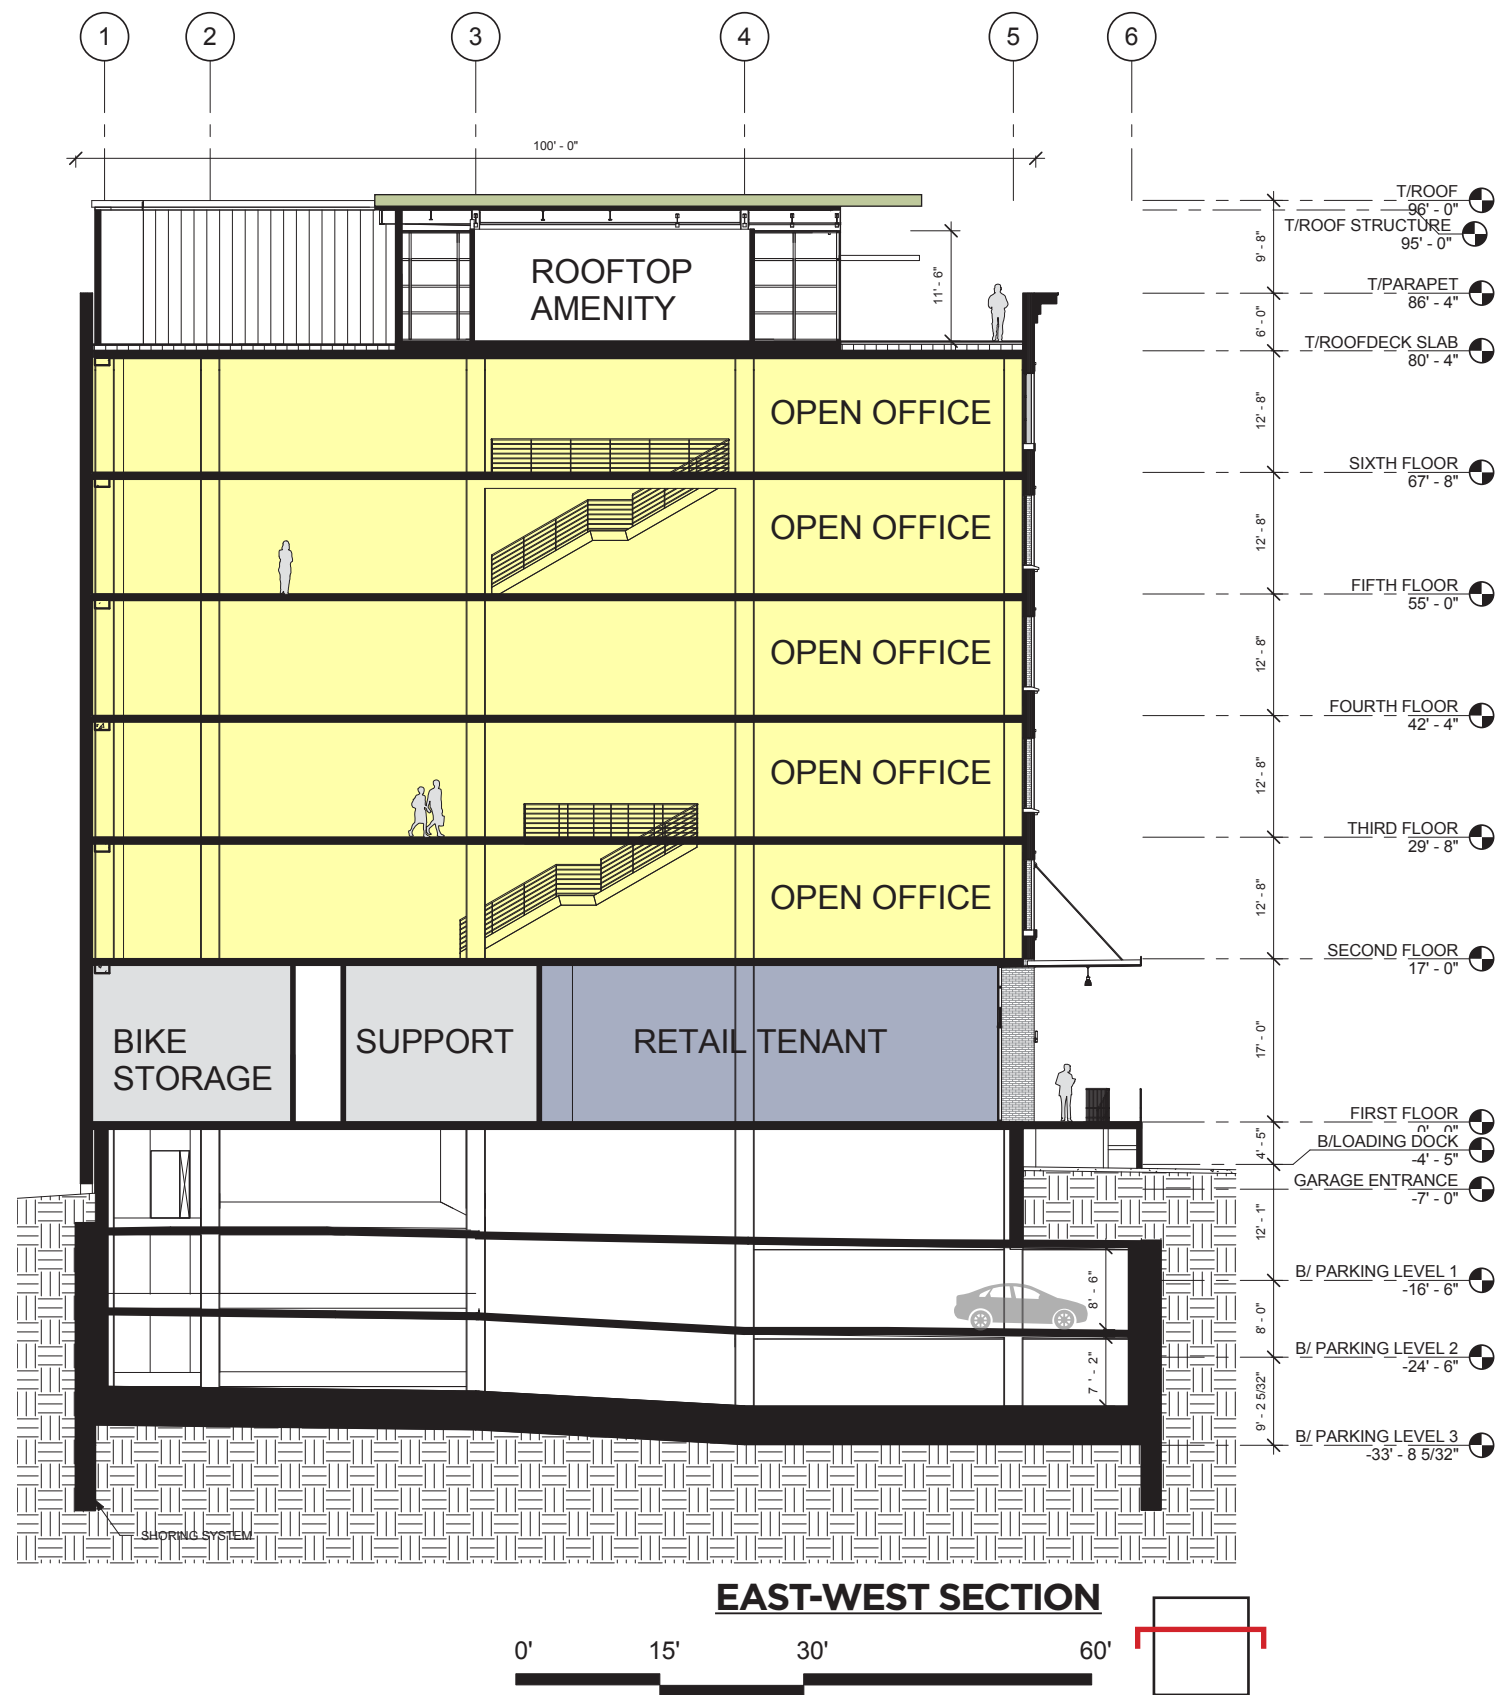 1 2 3 4 5 6
100' - 0"
T/ROOF
96' - 0"
T/ROOF STRUCTURE
95' - 0"
9' - 8"
ROOFTOP
AMENITY
11' - 6"
T/PARAPET
86' - 4"
6' - 0"
T/ROOFDECK SLAB
80' - 4"
OPEN OFFICE
12' - 8"
SIXTH FLOOR
67' - 8"
OPEN OFFICE
12' - 8"
FIFTH FLOOR
55' - 0"
OPEN OFFICE
12' - 8"
FOURTH FLOOR
42' - 4"
OPEN OFFICE
12' - 8"
THIRD FLOOR
29' - 8"
OPEN OFFICE
12' - 8"
SECOND FLOOR
17' - 0"
BIKE
STORAGE
SUPPORT
RETAIL TENANT
17' - 0"
FIRST FLOOR
0' - 0"
4' - 5"
B/LOADING DOCK
-4' - 5"
GARAGE ENTRANCE
-7' - 0"
12' - 1"
B/ PARKING LEVEL 1
-16' - 6"
8' - 6"
8' - 0"
B/ PARKING LEVEL 2
-24' - 6"
7 ' - 2"
9' - 2 5/32"
B/ PARKING LEVEL 3
-33' - 8 5/32"
SHORING SYSTEM
EAST-WEST SECTION
0' 15' 30' 60'